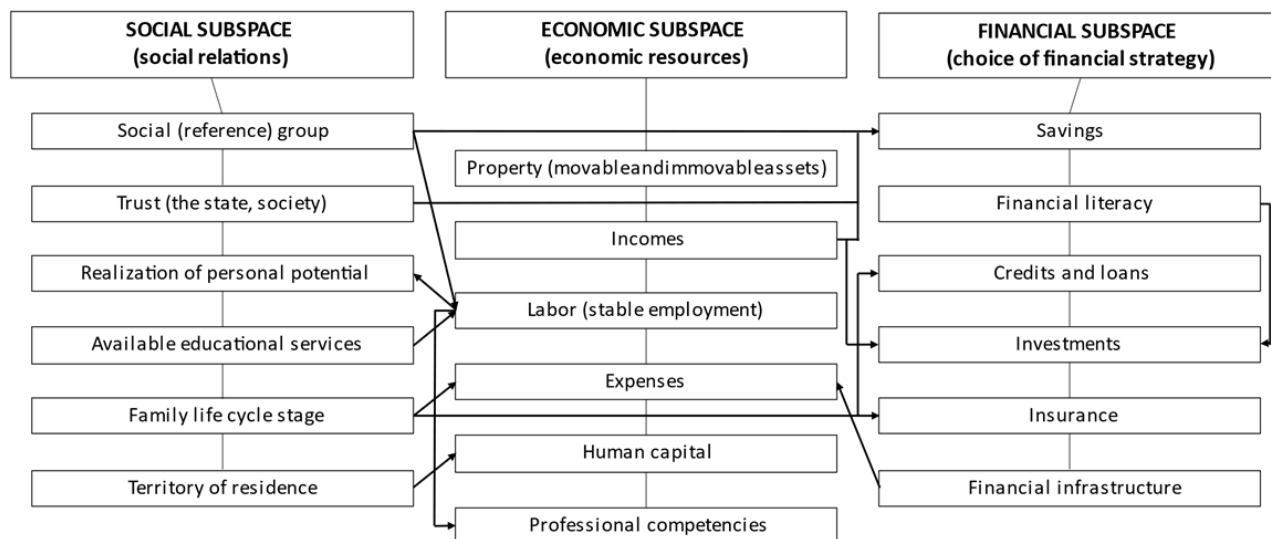 SOCIAL SUBSPACE
(social relations)
ECONOMIC SUBSPACE
(economic resources)
FINANCIAL SUBSPACE
(choice of financial strategy)
Social (reference) group
Trust (the state, society)
Realization of personal potential
Available educational services
Family life cycle stage
Territory of residence
Property (movableandimmovableassets)
Incomes
Labor (stable employment)
Expenses
Human capital
Professional competencies
Savings
Financial literacy
Credits and loans
Investments
Insurance
Financial infrastructure